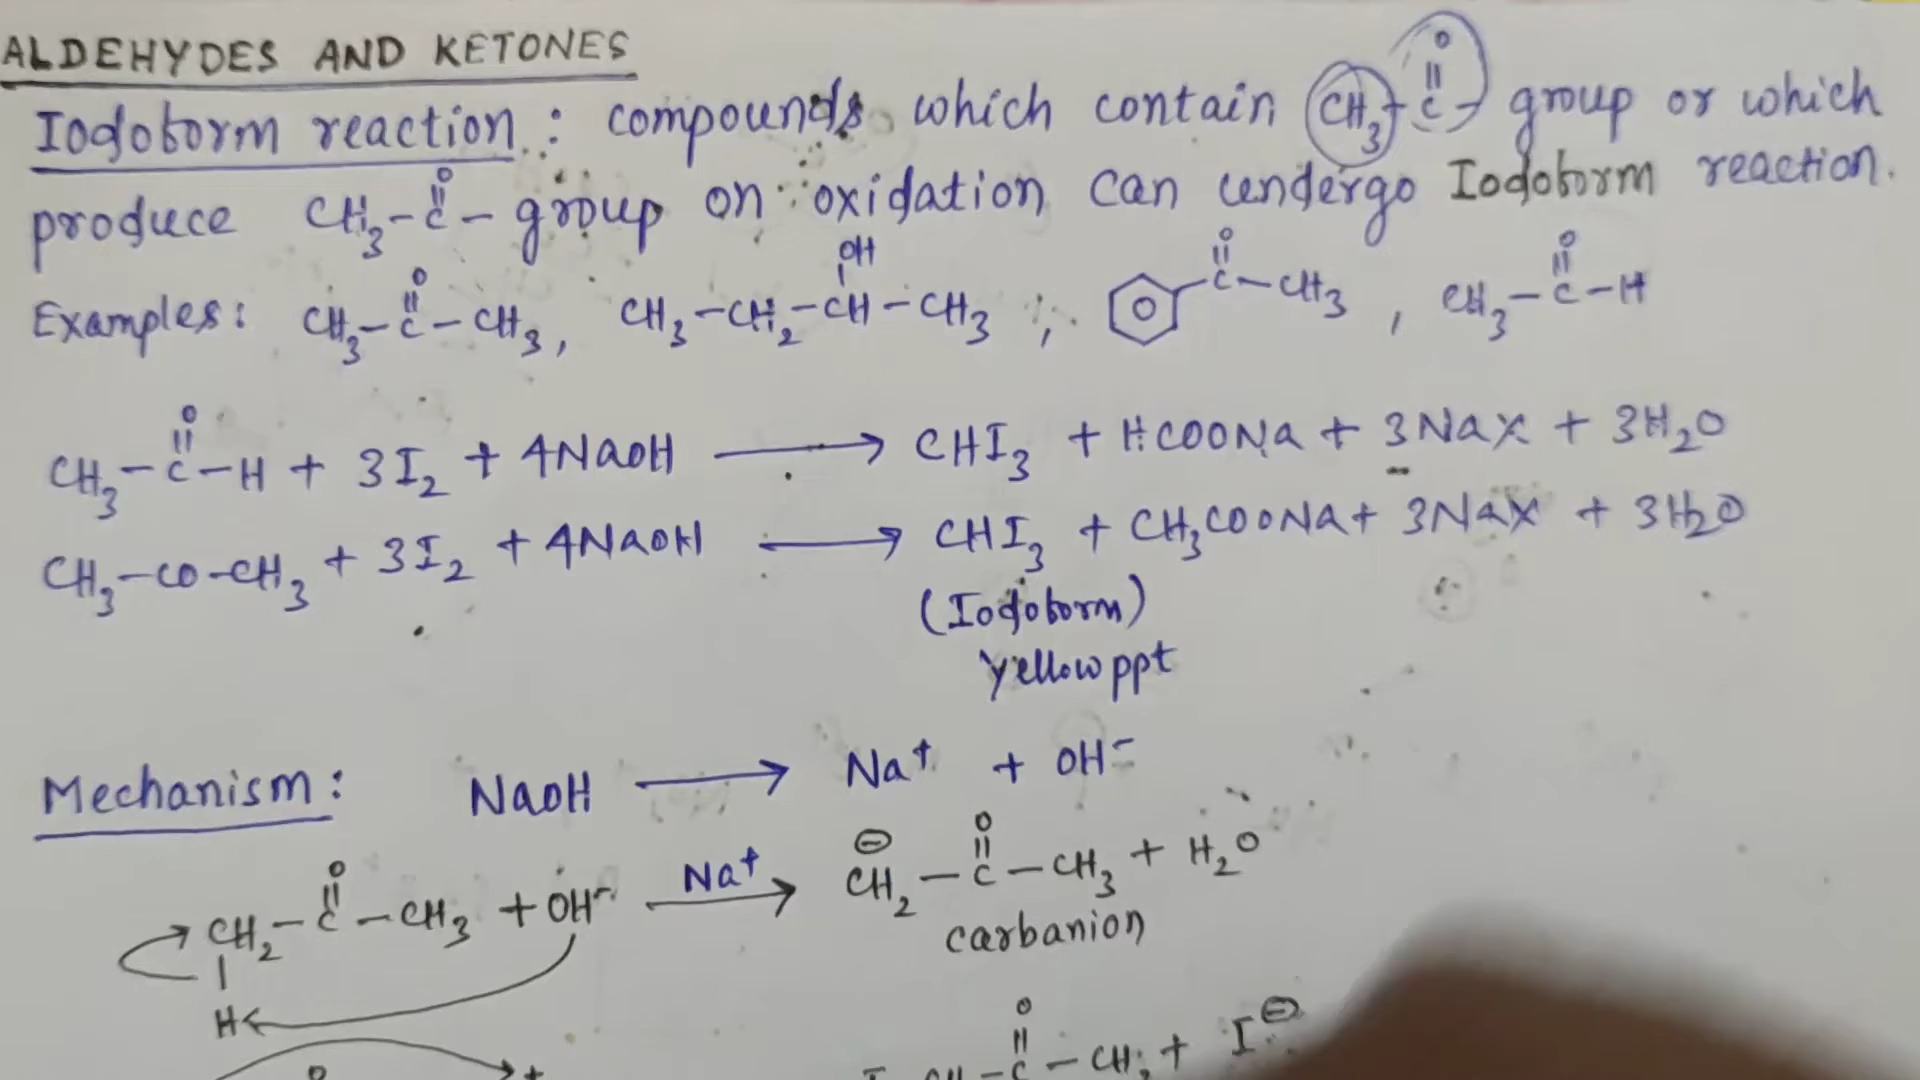 ALDEHYDES AND KETONES
Iodoform reaction : compounds which contain CH₃-C(=O)- group or which
produce CH₃-C(=O)- group on oxidation can undergo Iodoform reaction.
Examples: CH₃-C(=O)-CH₃, CH₃-CH₂-CH(OH)-CH₃, ⌬-C(=O)-CH₃, CH₃-C(=O)-H
CH₃-C(=O)-H + 3I₂ + 4NaOH ⟶ CHI₃ + HCOONa + 3NaX + 3H₂O
CH₃-CO-CH₃ + 3I₂ + 4NaOH ⟶ CHI₃ + CH₃COONa + 3NaX + 3H₂O
(Iodoform)
yellow ppt
Mechanism: NaOH ⟶ Na⁺ + OH⁻
CH₂-C(=O)-CH₃ + OH⁻ ⟶ Na⁺ ⊖CH₂-C(=O)-CH₃ + H₂O
H
carbanion
C(=O)-CH₃ + I⊖